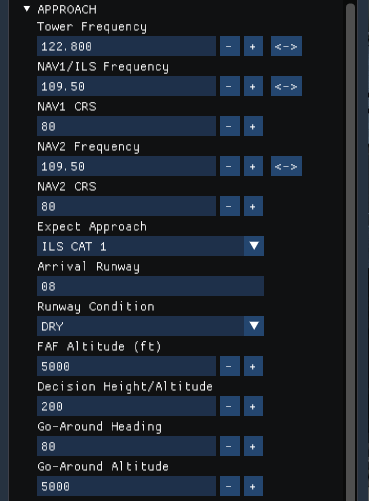 ▼ APPROACH
Tower Frequency
122.800 - + <->
NAV1/ILS Frequency
109.50 - + <->
NAV1 CRS
80 - +
NAV2 Frequency
109.50 - + <->
NAV2 CRS
80 - +
Expect Approach
ILS CAT 1 ▼
Arrival Runway
08
Runway Condition
DRY ▼
FAF Altitude (ft)
5000 - +
Decision Height/Altitude
200 - +
Go-Around Heading
80 - +
Go-Around Altitude
5000 - +